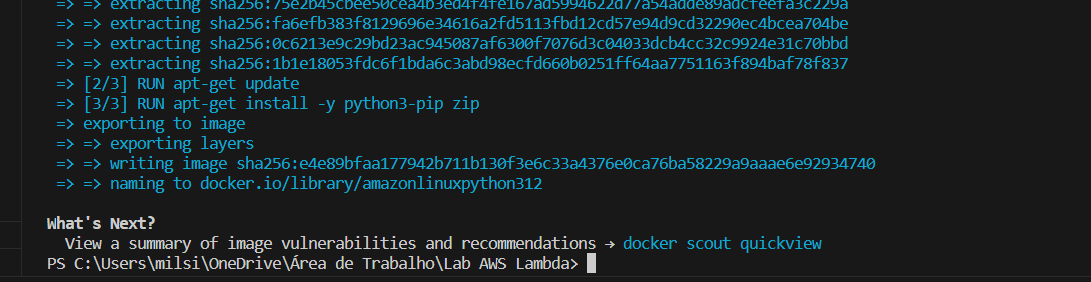 => => extracting sha256:75e2b45cbee50cea4b3ed4f4fe167ad5994622d77a54adde89adcfeefa3c229a
=> => extracting sha256:fa6efb383f8129696e34616a2fd5113fbd12cd57e94d9cd32290ec4bcea704be
=> => extracting sha256:0c6213e9c29bd23ac945087af6300f7076d3c04033dcb4cc32c9924e31c70bbd
=> => extracting sha256:1b1e18053fdc6f1bda6c3abd98ecfd660b0251ff64aa7751163f894baf78f837
=> [2/3] RUN apt-get update
=> [3/3] RUN apt-get install -y python3-pip zip
=> exporting to image
=> => exporting layers
=> => writing image sha256:e4e89bfaa177942b711b130f3e6c33a4376e0ca76ba58229a9aaae6e92934740
=> => naming to docker.io/library/amazonlinuxpython312
What's Next?
View a summary of image vulnerabilities and recommendations → docker scout quickview
PS C:\Users\milsi\OneDrive\Área de Trabalho\Lab AWS Lambda>